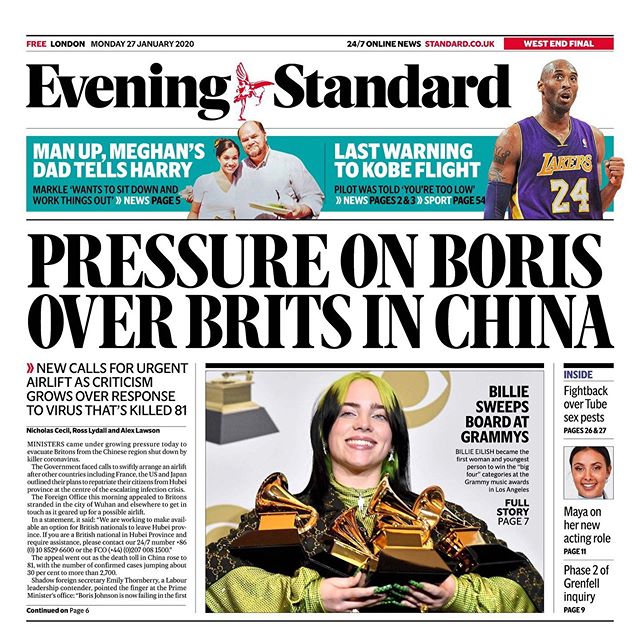 FREE LONDON MONDAY 27 JANUARY 2020
24/7 ONLINE NEWS STANDARD.CO.UK
WEST END FINAL
Evening Standard
MAN UP, MEGHAN'S
DAD TELLS HARRY
MARKLE 'WANTS TO SIT DOWN AND
WORK THINGS OUT' » NEWS PAGE 5
LAST WARNING
TO KOBE FLIGHT
PILOT WAS TOLD 'YOU'RE TOO LOW'
» NEWS PAGES 2 & 3 » SPORT PAGE 54
LAKERS
24
PRESSURE ON BORIS
OVER BRITS IN CHINA
» NEW CALLS FOR URGENT
AIRLIFT AS CRITICISM
GROWS OVER RESPONSE
TO VIRUS THAT'S KILLED 81
Nicholas Cecil, Ross Lydall and Alex Lawson
MINISTERS came under growing pressure today to
evacuate Britons from the Chinese region shut down by
killer coronavirus.
The Government faced calls to swiftly arrange an airlift
after other countries including France, the US and Japan
outlined their plans to repatriate their citizens from Hubei
province at the centre of the escalating infection crisis.
The Foreign Office this morning appealed to Britons
stranded in the city of Wuhan and elsewhere to get in
touch as it geared up for a possible airlift.
In a statement, it said: "We are working to make avail-
able an option for British nationals to leave Hubei prov-
ince. If you are a British national in Hubei Province and
require assistance, please contact our 24/7 number +86
(0) 10 8529 6600 or the FCO (+44) (0)207 008 1500."
The appeal went out as the death toll in China rose to
81, with the number of confirmed cases jumping about
30 per cent to more than 2,700.
Shadow foreign secretary Emily Thornberry, a Labour
leadership contender, pointed the finger at the Prime
Minister's office: "Boris Johnson is now failing in the first
Continued on Page 6
BILLIE
SWEEPS
BOARD AT
GRAMMYS
BILLIE EILISH became the
first woman and youngest
person to win the "big
four" categories at the
Grammy music awards
in Los Angeles
FULL
STORY
PAGE 7
INSIDE
Fightback
over Tube
sex pests
PAGES 26 & 27
Maya on
her new
acting role
PAGE 11
Phase 2 of
Grenfell
inquiry
PAGE 9